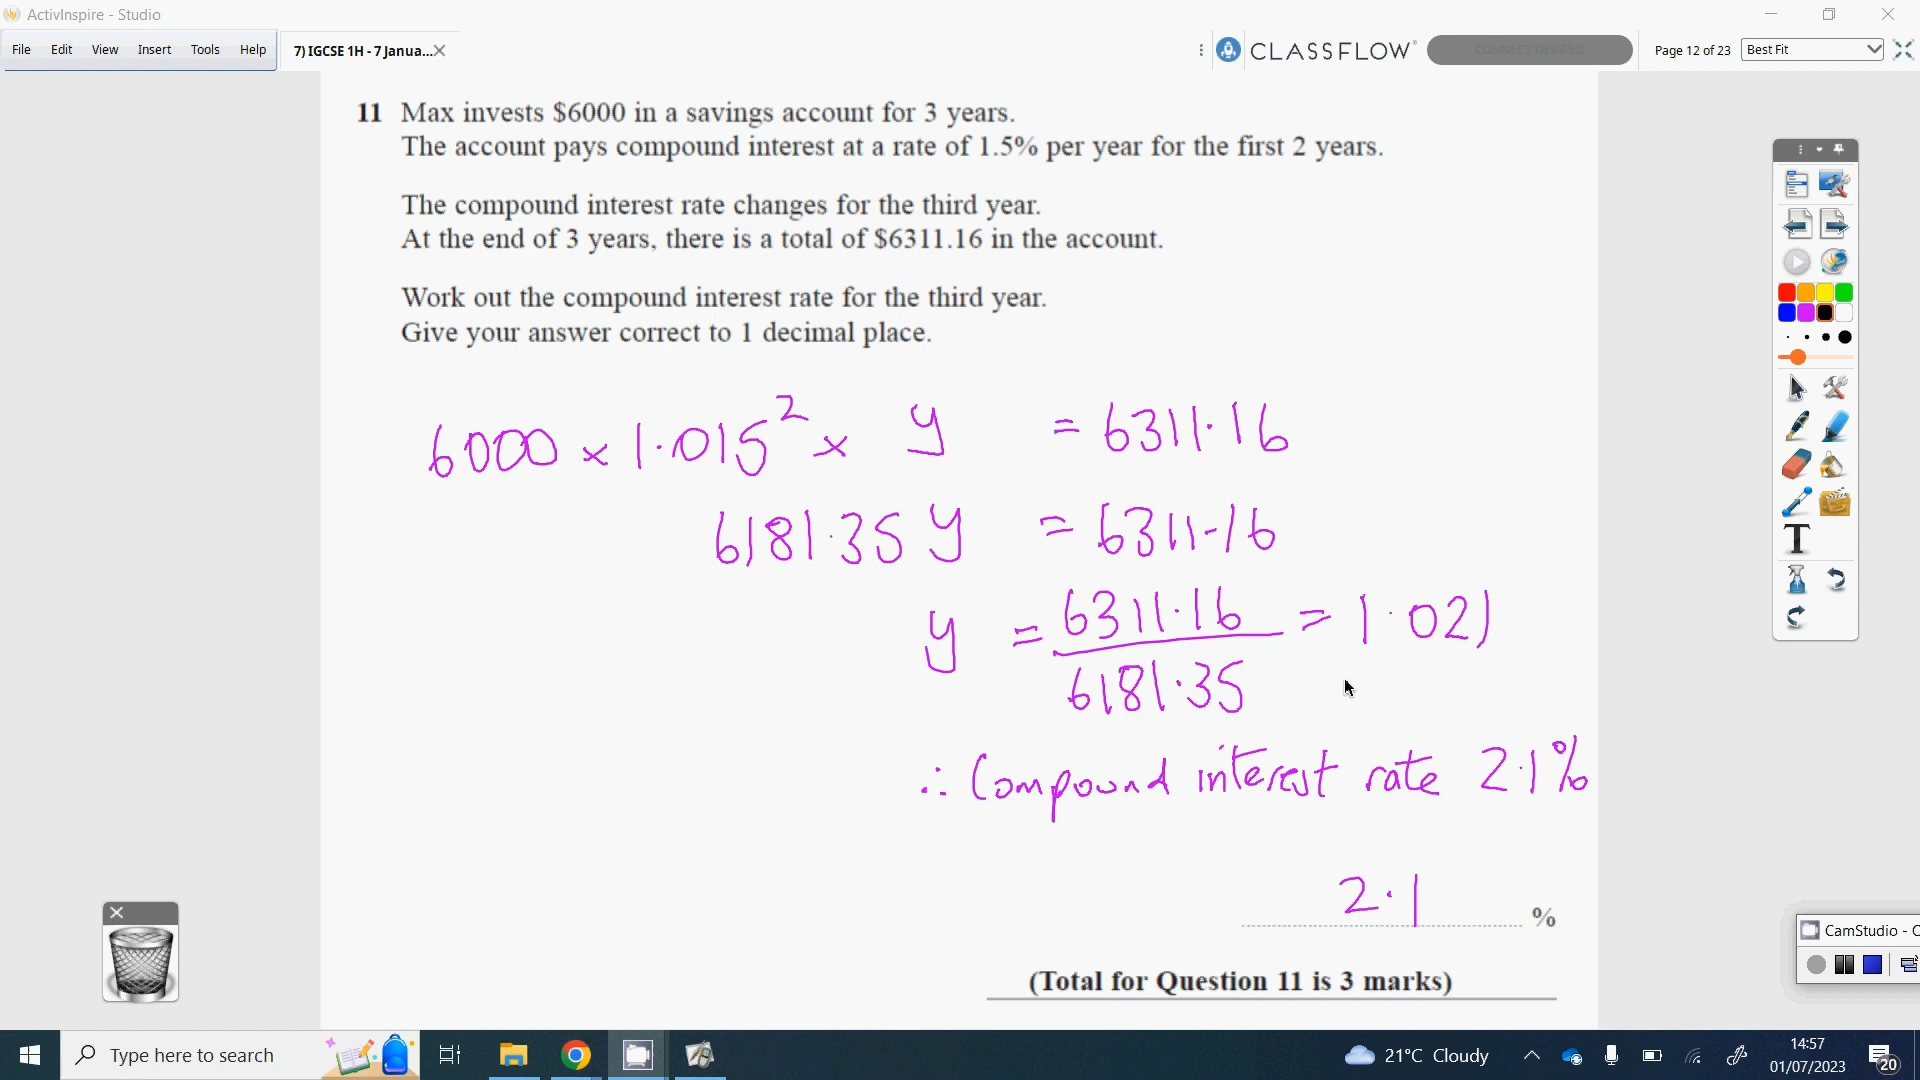 ActivInspire - Studio
File Edit View Insert Tools Help
7) IGCSE 1H - 7 Janua...
CLASSFLOW
CONNECT DEVICES
Page 12 of 23
Best Fit
11 Max invests $6000 in a savings account for 3 years.
The account pays compound interest at a rate of 1.5% per year for the first 2 years.
The compound interest rate changes for the third year.
At the end of 3 years, there is a total of $6311.16 in the account.
Work out the compound interest rate for the third year.
Give your answer correct to 1 decimal place.
6000 × 1·015² × y = 6311·16
6181·35 y = 6311·16
y = 6311·16 / 6181·35 = 1·021
∴ Compound interest rate 2·1%
2·1 %
(Total for Question 11 is 3 marks)
T
CamStudio - O
Type here to search
21°C Cloudy
14:57
01/07/2023
20